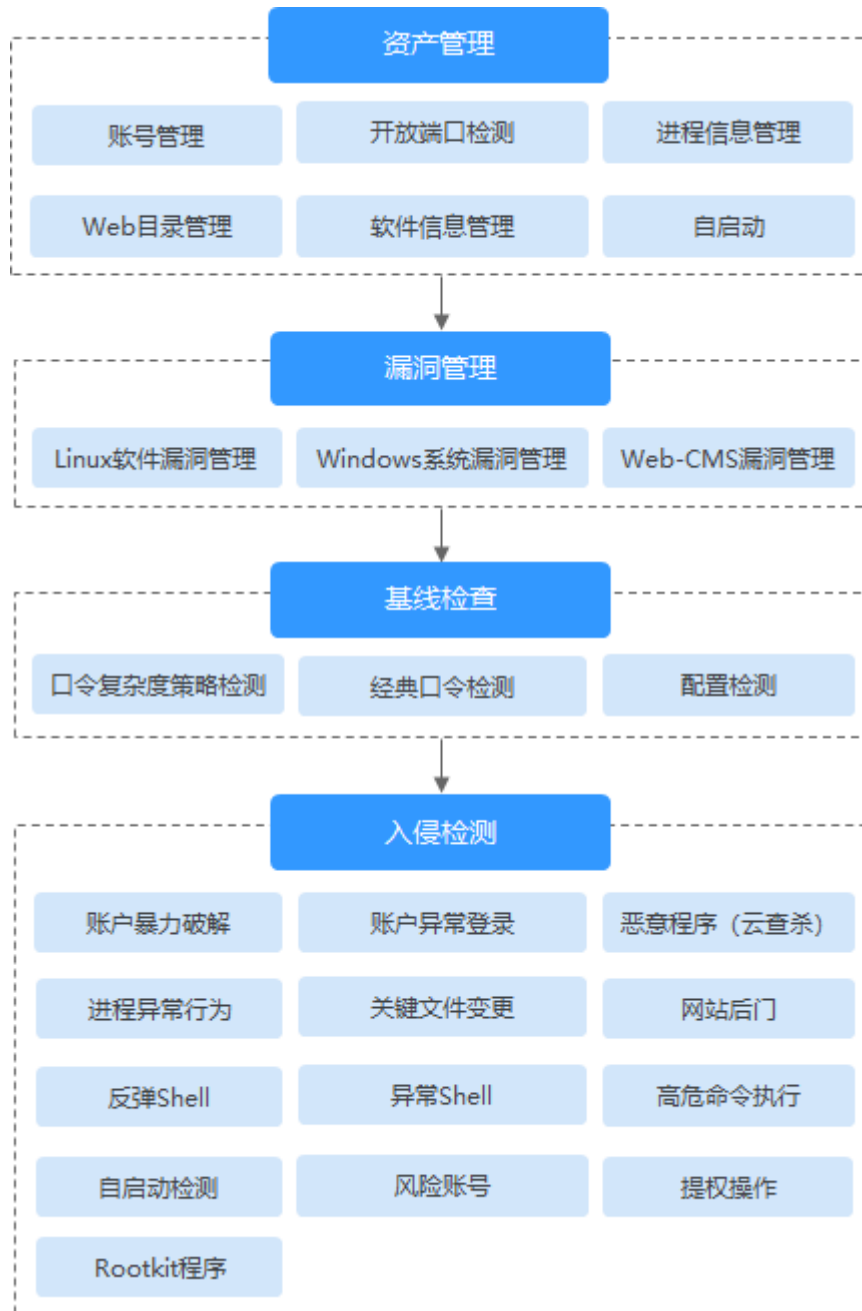 资产管理
账号管理
开放端口检测
进程信息管理
Web目录管理
软件信息管理
自启动
漏洞管理
Linux软件漏洞管理
Windows系统漏洞管理
Web-CMS漏洞管理
基线检查
口令复杂度策略检测
经典口令检测
配置检测
入侵检测
账户暴力破解
账户异常登录
恶意程序（云查杀）
进程异常行为
关键文件变更
网站后门
反弹Shell
异常Shell
高危命令执行
自启动检测
风险账号
提权操作
Rootkit程序